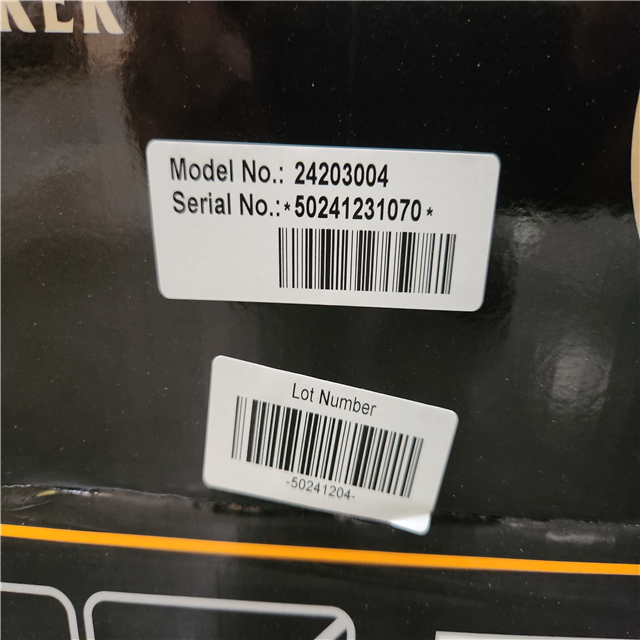 Model No.: 24203004
Serial No.:*50241231070*
Lot Number
-50241204-